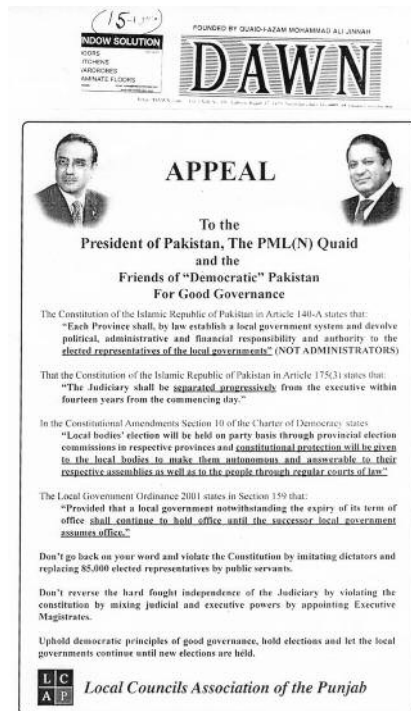 NDOW SOLUTION
FOUNDED BY QUAID-I-AZAM MOHAMMAD ALI JINNAH
DAWN
APPEAL
To the
President of Pakistan, The PML(N) Quaid
and the
Friends of “Democratic” Pakistan
For Good Governance
The Constitution of the Islamic Republic of Pakistan in Article 140-A states that:
“Each Province shall, by law establish a local government system and devolve
political, administrative and financial responsibility and authority to the
elected representatives of the local governments” (NOT ADMINISTRATORS)
That the Constitution of the Islamic Republic of Pakistan in Article 175(3) states that:
“The Judiciary shall be separated progressively from the executive within
fourteen years from the commencing day.”
In the Constitutional Amendments Section 10 of the Charter of Democracy states
“Local bodies’ election will be held on party basis through provincial election
commissions in respective provinces and constitutional protection will be given
to the local bodies to make them autonomous and answerable to their
respective assemblies as well as to the people through regular courts of law”
The Local Government Ordinance 2001 states in Section 159 that:
“Provided that a local government notwithstanding the expiry of its term of
office shall continue to hold office until the successor local government
assumes office.”
Don’t go back on your word and violate the Constitution by imitating dictators and
replacing 85,000 elected representatives by public servants.
Don’t reverse the hard fought independence of the Judiciary by violating the
constitution by mixing judicial and executive powers by appointing Executive
Magistrates.
Uphold democratic principles of good governance, hold elections and let the local
governments continue until new elections are held.
L C
A P
Local Councils Association of the Punjab